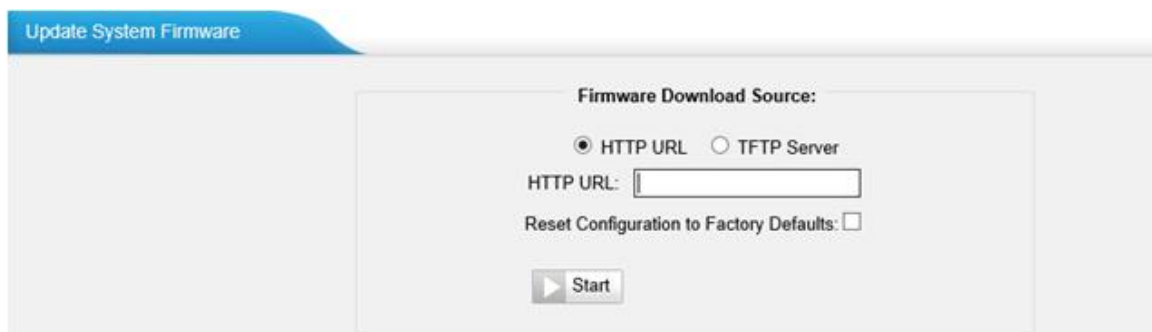 Update System Firmware
Firmware Download Source:
HTTP URL TFTP Server
HTTP URL:
Reset Configuration to Factory Defaults:
Start